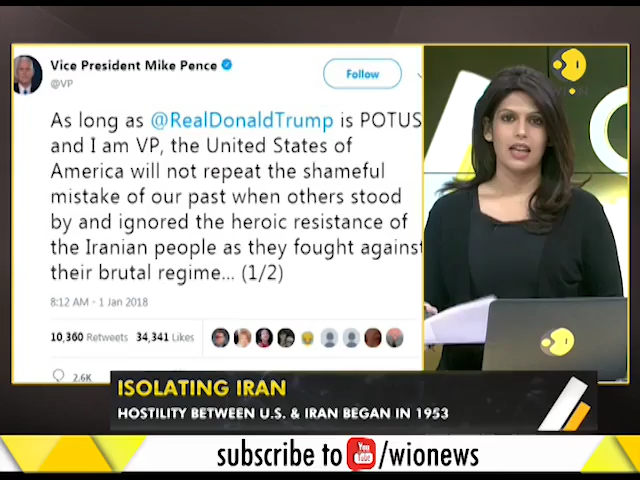 Vice President Mike Pence
@VP
Follow
As long as @RealDonaldTrump is POTUS
and I am VP, the United States of
America will not repeat the shameful
mistake of our past when others stood
by and ignored the heroic resistance of
the Iranian people as they fought against
their brutal regime... (1/2)
8:12 AM - 1 Jan 2018
10,360 Retweets 34,341 Likes
2.6K
ISOLATING IRAN
HOSTILITY BETWEEN U.S. & IRAN BEGAN IN 1953
subscribe to You Tube /wionews